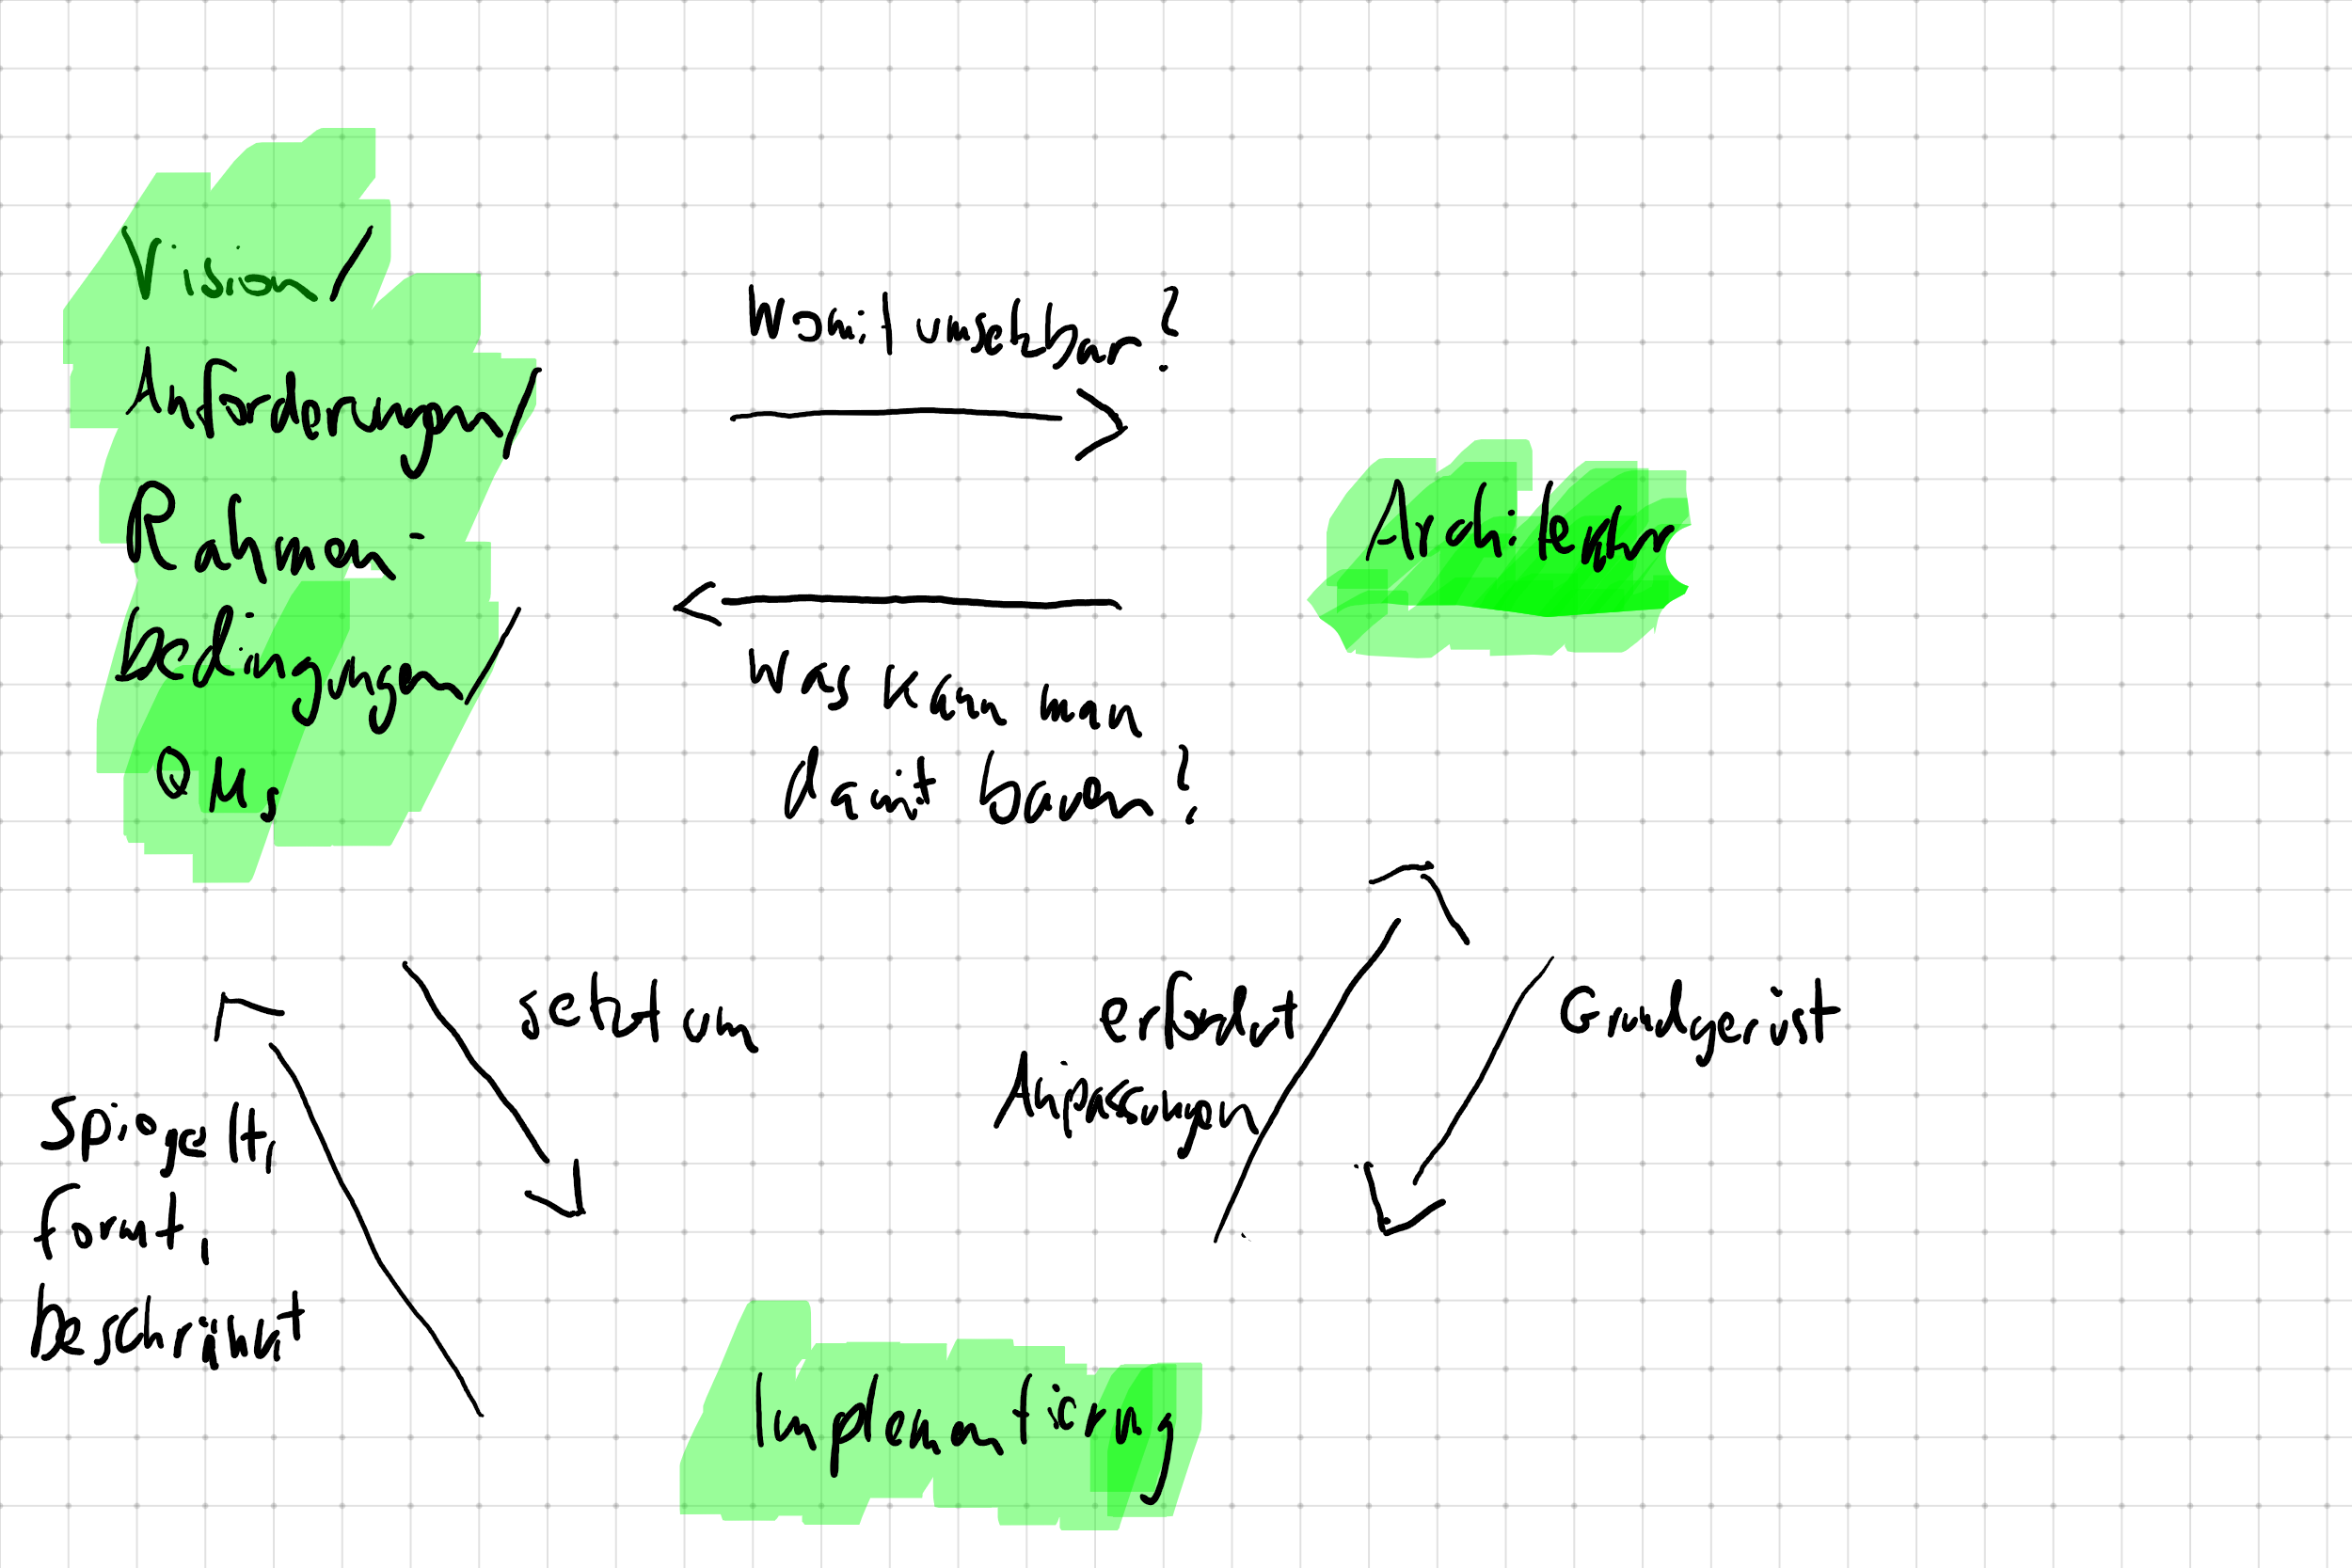 Vision/
Anforderungen/
Rahmen-
bedingungen/
QMs
Womit umsetzbar?
Was kann man
damit bauen?
Architektur
setzt um
spiegelt,
formt,
beschränkt
erfordert
Anpassungen
Grundgerüst
Implementierung